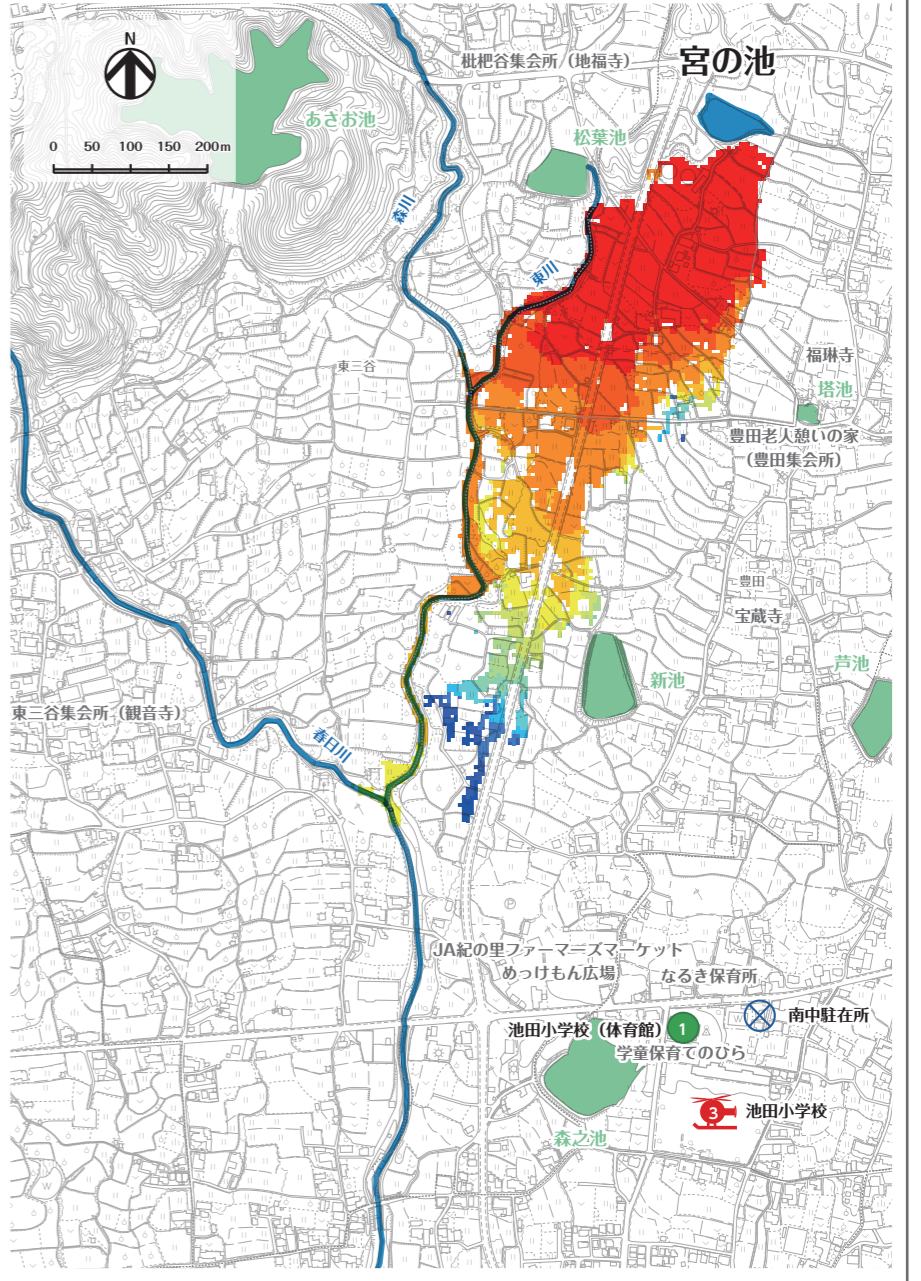 N
0 50 100 150 200m
あさお池
枇杷谷集会所（地福寺）
宮の池
松葉池
森川
東川
東三谷
福琳寺
塔池
豊田老人憩いの家
（豊田集会所）
豊田
宝蔵寺
新池
芦池
東三谷集会所（観音寺）
春日川
P
JA紀の里ファーマーズマーケット
めっけもん広場
なるき保育所
南中駐在所
池田小学校（体育館）
1
学童保育てのひら
3
池田小学校
森之池